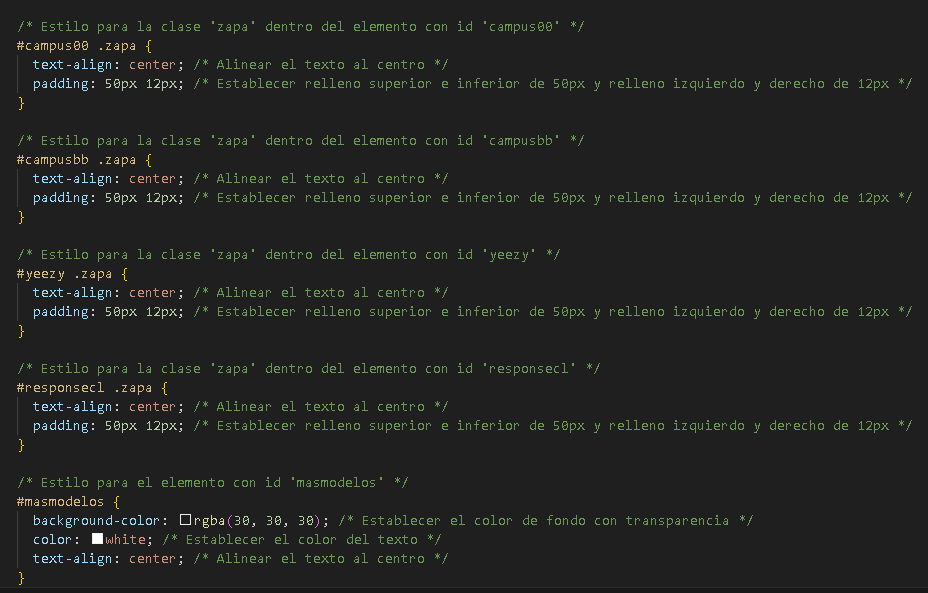 /* Estilo para la clase 'zapa' dentro del elemento con id 'campus00' */
#campus00 .zapa {
text-align: center; /* Alinear el texto al centro */
padding: 50px 12px; /* Establecer relleno superior e inferior de 50px y relleno izquierdo y derecho de 12px */
}
/* Estilo para la clase 'zapa' dentro del elemento con id 'campusbb' */
#campusbb .zapa {
text-align: center; /* Alinear el texto al centro */
padding: 50px 12px; /* Establecer relleno superior e inferior de 50px y relleno izquierdo y derecho de 12px */
}
/* Estilo para la clase 'zapa' dentro del elemento con id 'yeezy' */
#yeezy .zapa {
text-align: center; /* Alinear el texto al centro */
padding: 50px 12px; /* Establecer relleno superior e inferior de 50px y relleno izquierdo y derecho de 12px */
}
/* Estilo para la clase 'zapa' dentro del elemento con id 'responsecl' */
#responsecl .zapa {
text-align: center; /* Alinear el texto al centro */
padding: 50px 12px; /* Establecer relleno superior e inferior de 50px y relleno izquierdo y derecho de 12px */
}
/* Estilo para el elemento con id 'masmodelos' */
#masmodelos {
background-color: rgba(30, 30, 30); /* Establecer el color de fondo con transparencia */
color: white; /* Establecer el color del texto */
text-align: center; /* Alinear el texto al centro */
}